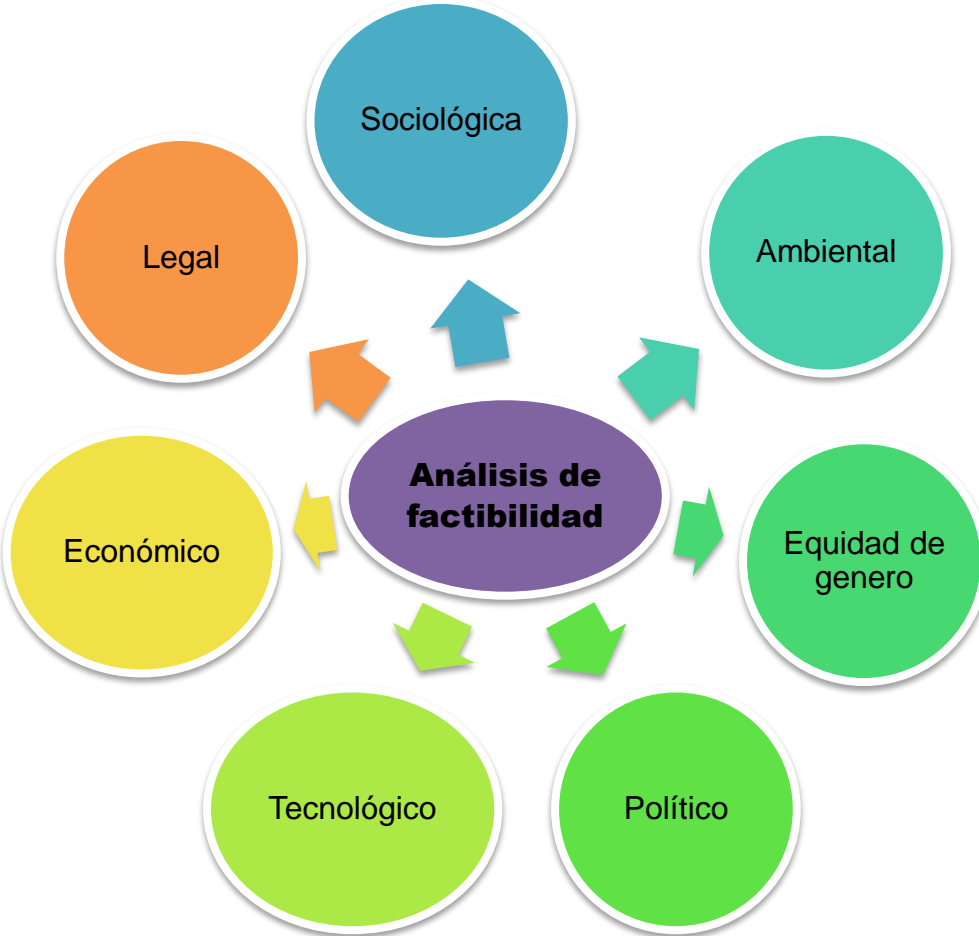 Sociológica
Legal
Ambiental
Análisis de
factibilidad
Económico
Equidad de
genero
Tecnológico
Político